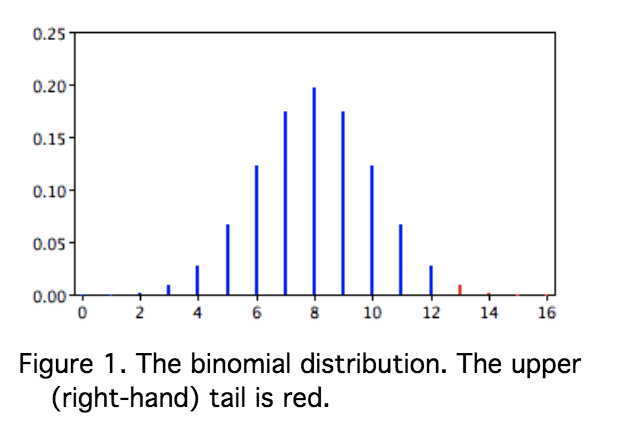 0.25
0.20
0.15
0.10
0.05
0.00
0 2 4 6 8 10 12 14 16
Figure 1. The binomial distribution. The upper
(right-hand) tail is red.